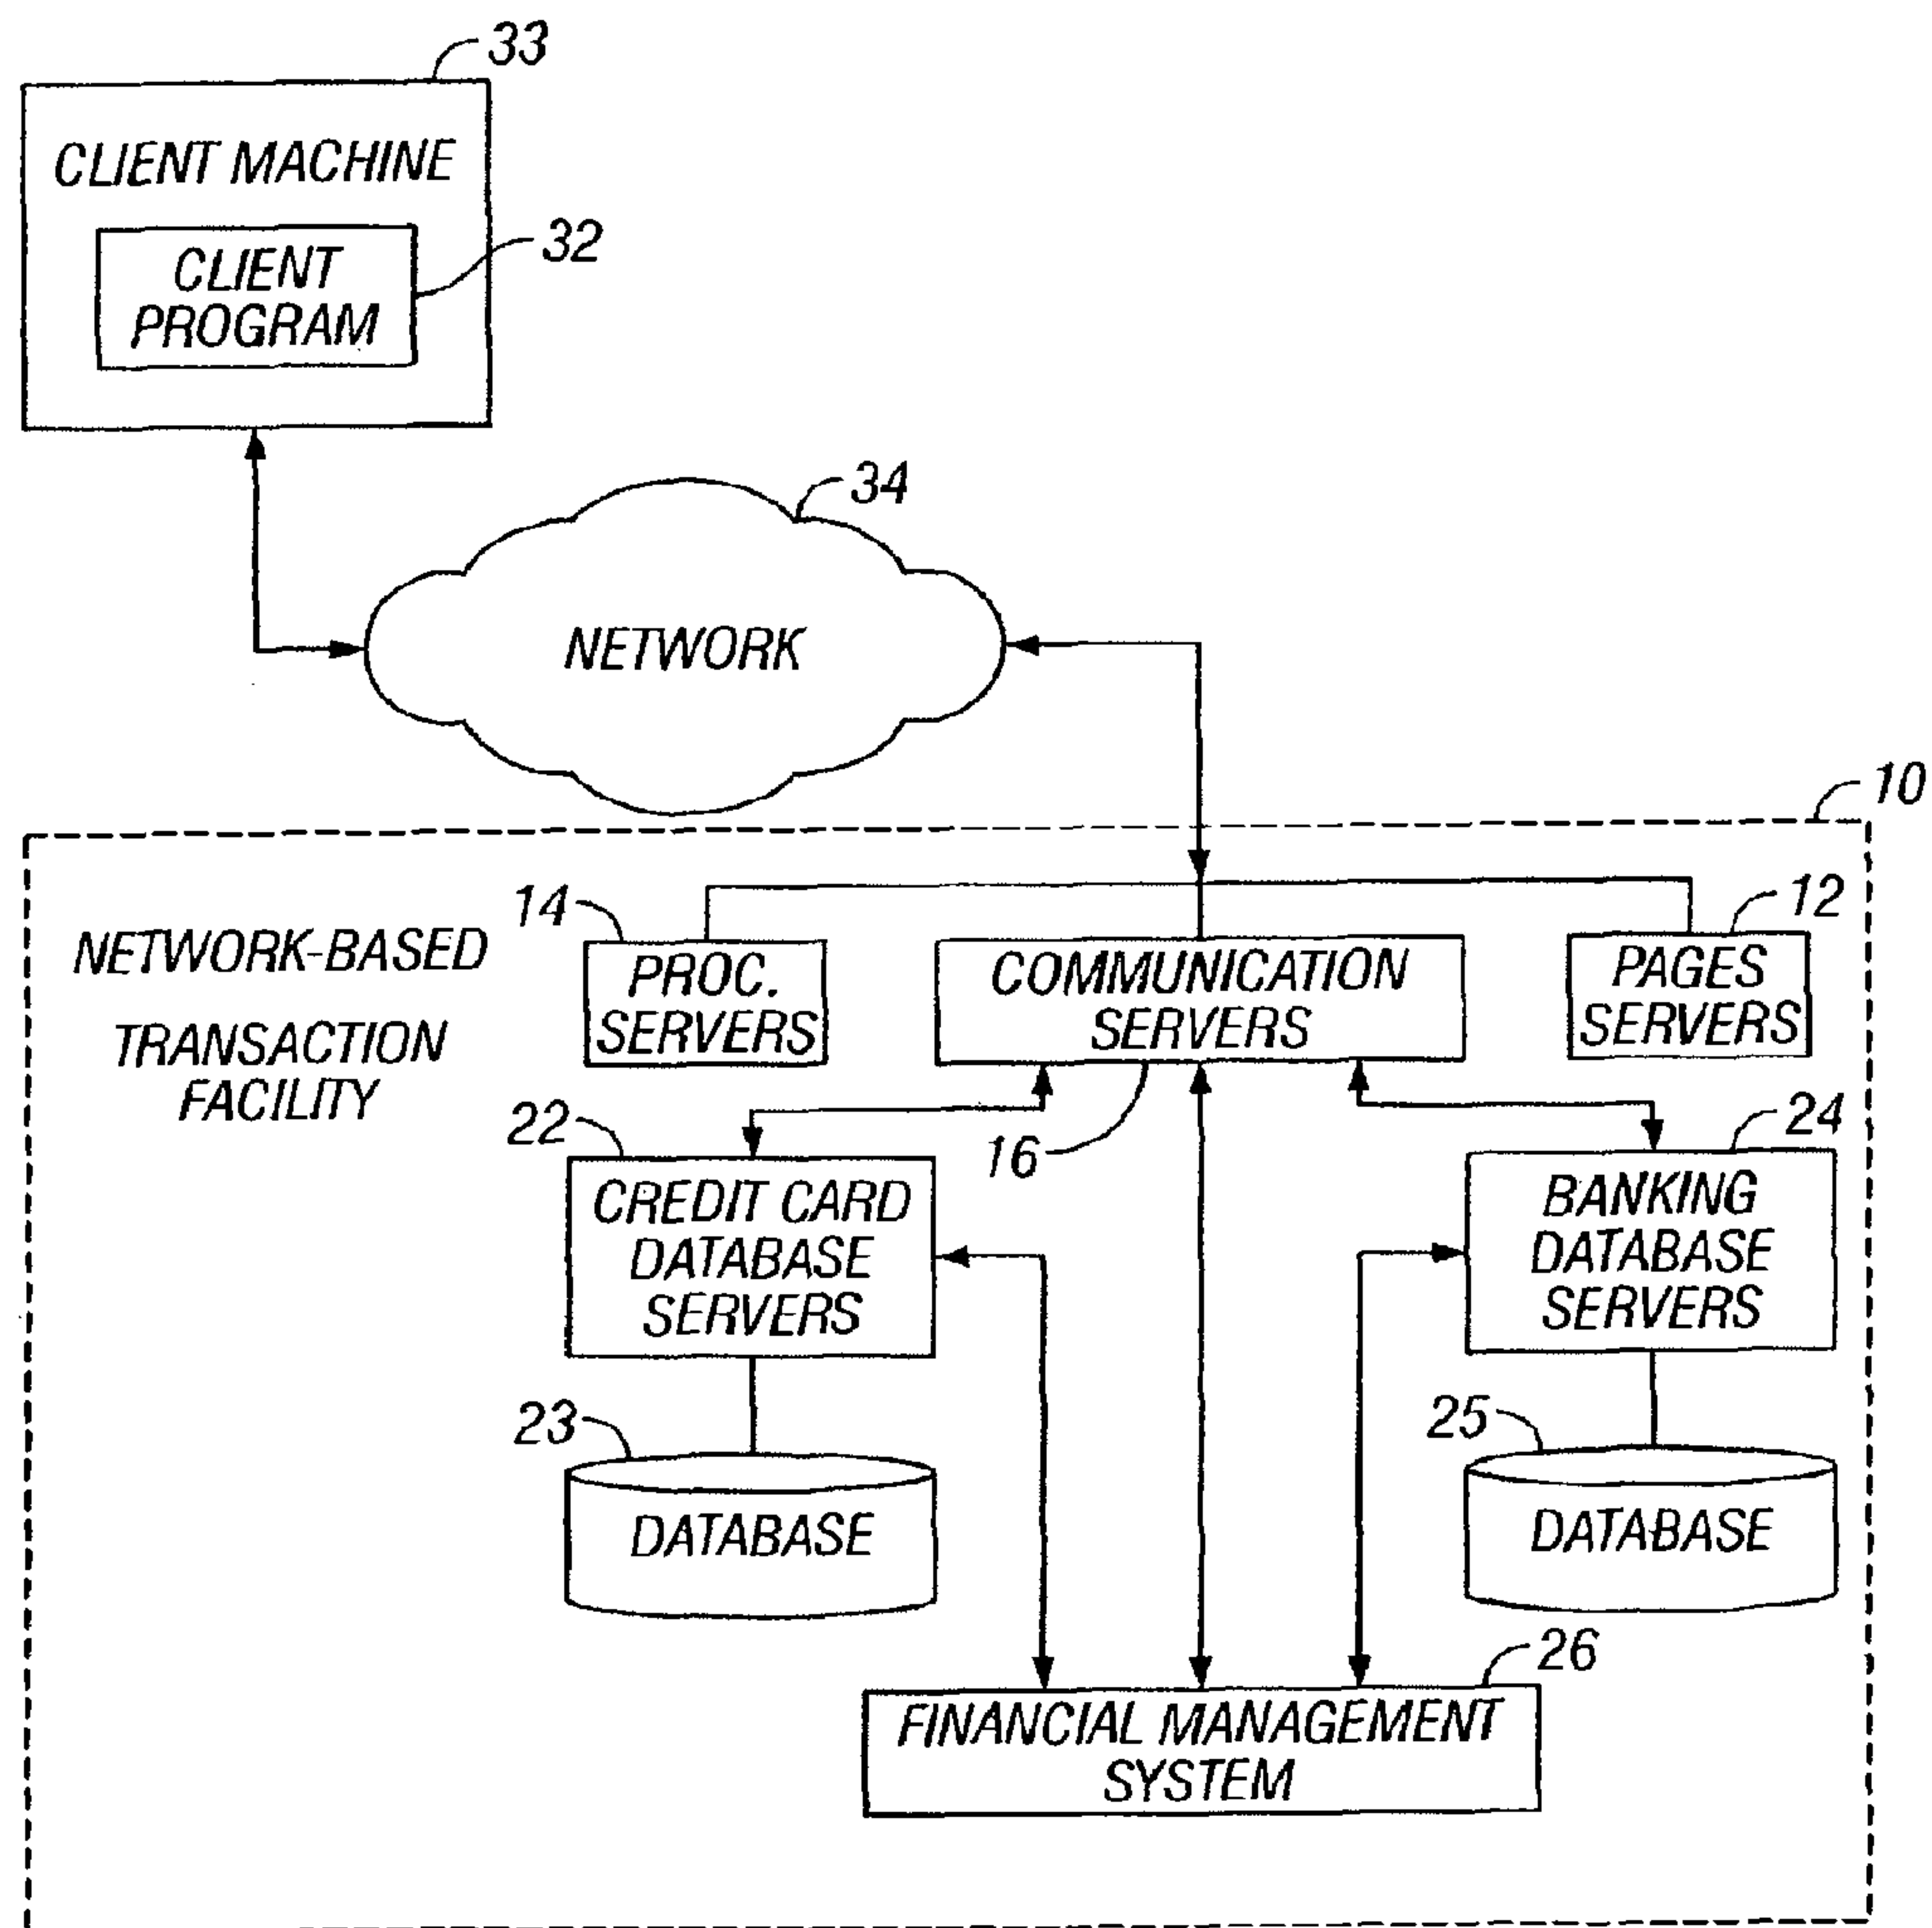 33
CLIENT MACHINE
32
CLIENT
PROGRAM
34
NETWORK
10
NETWORK-BASED
TRANSACTION
FACILITY
14
PROC.
SERVERS
COMMUNICATION
SERVERS
16
12
PAGES
SERVERS
22
CREDIT CARD
DATABASE
SERVERS
24
BANKING
DATABASE
SERVERS
23
DATABASE
25
DATABASE
26
FINANCIAL MANAGEMENT
SYSTEM